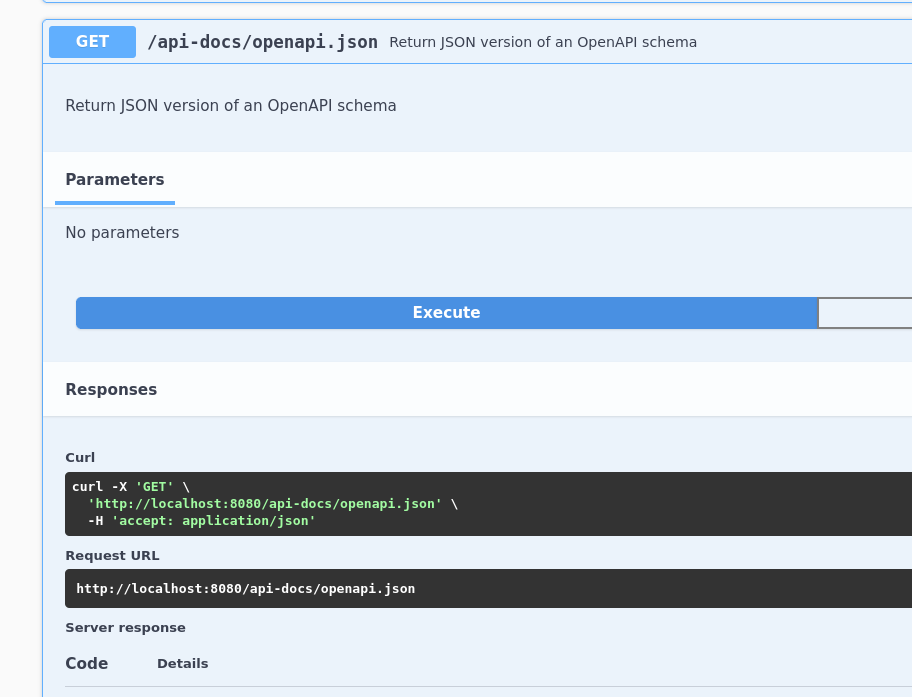 GET /api-docs/openapi.json Return JSON version of an OpenAPI schema
Return JSON version of an OpenAPI schema
Parameters
No parameters
Execute
Responses
Curl
curl -X 'GET' \
  'http://localhost:8080/api-docs/openapi.json' \
  -H 'accept: application/json'
Request URL
http://localhost:8080/api-docs/openapi.json
Server response
Code Details